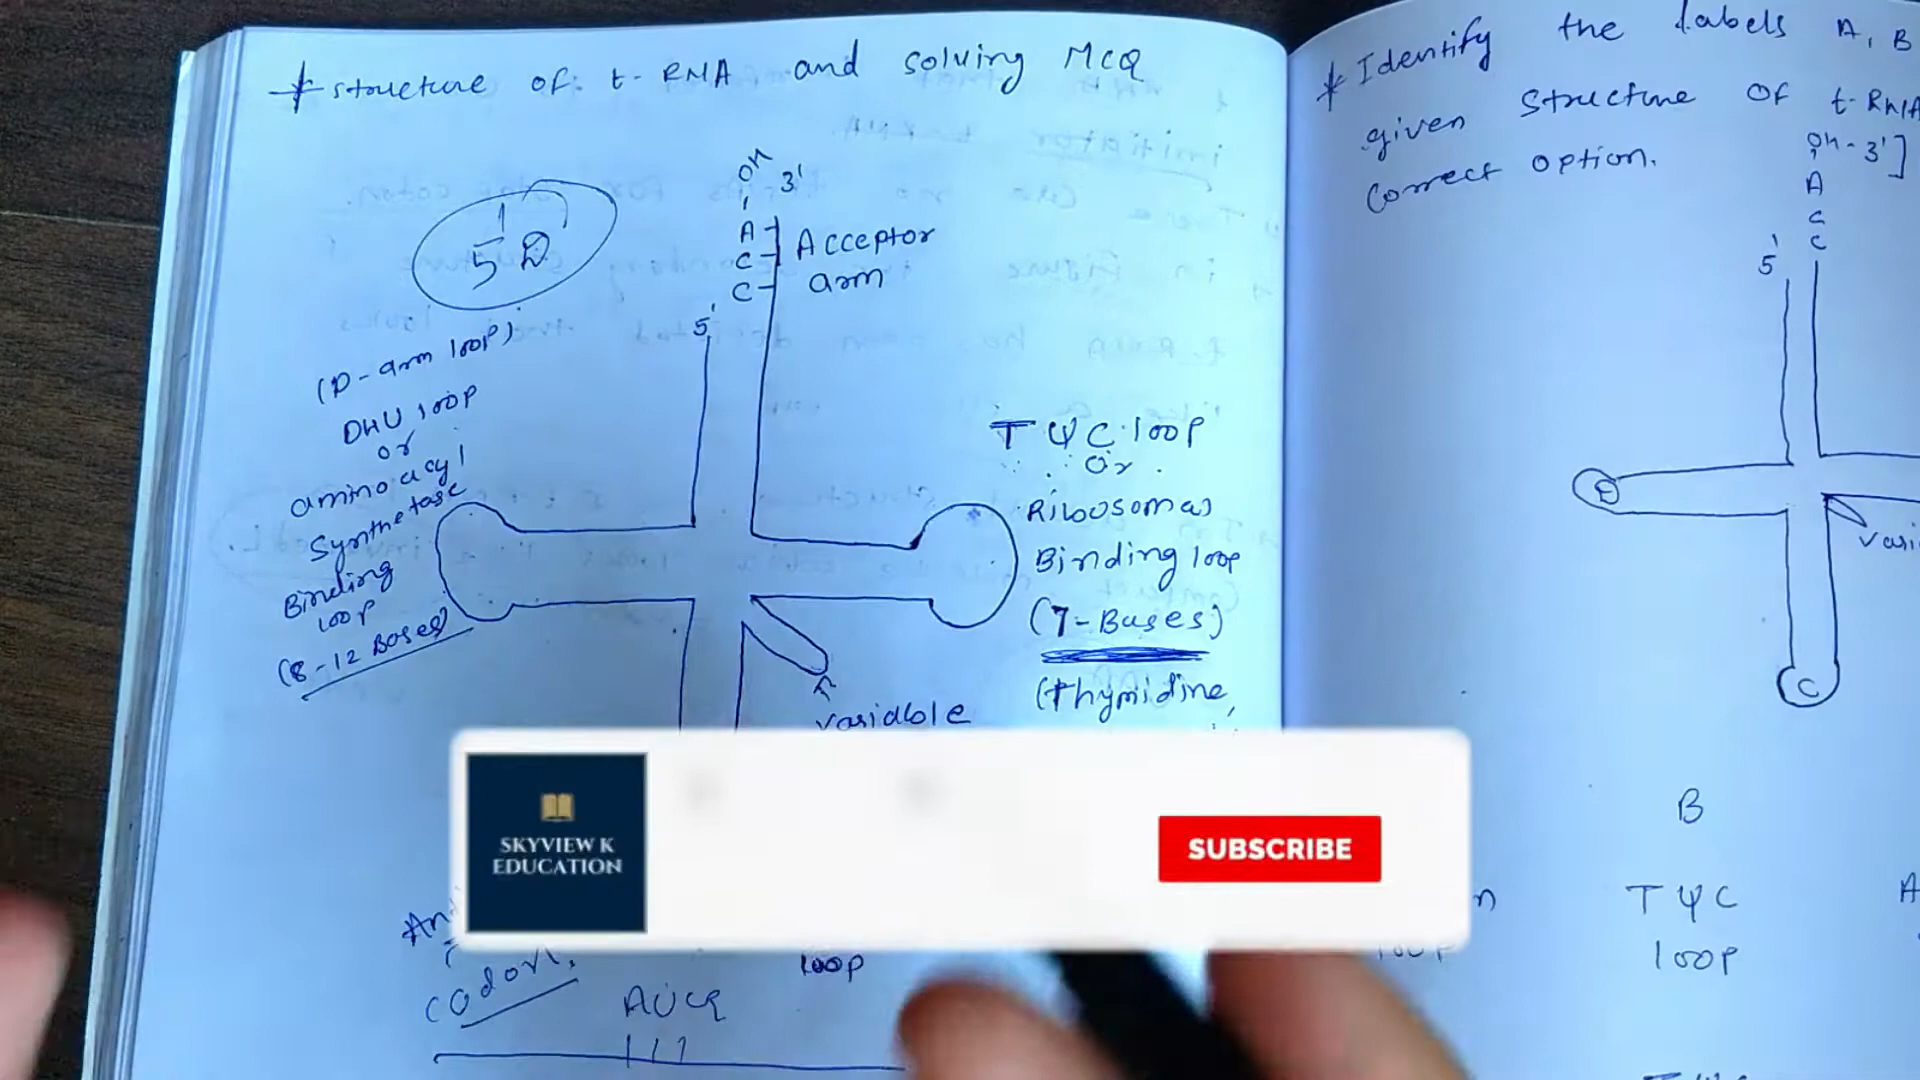 * structure of t-RNA and solving MCQ
OH 3'
A
C
C
Acceptor
arm
5'
5'D
(D-arm loop)
DHU loop
or
aminoacyl
synthetase
Binding
loop
(8-12 Bases)
TψC loop
or
Ribosomal
Binding loop
(7-Bases)
(Thymidine,
variable
loop
codon.
AUG
* Identify the labels A, B
given structure of t-RNA
correct option.
OH-3']
A
C
C
5'
C
B
TψC
loop
SKYVIEW K
EDUCATION
SUBSCRIBE